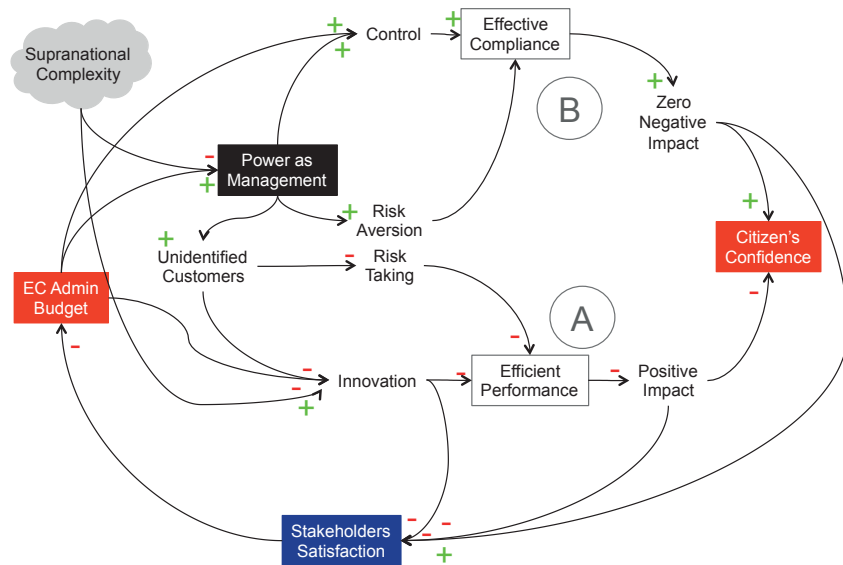 Supranational
Complexity
+
+
Control
+
Effective
Compliance
B
+
Zero
Negative
Impact
-
+
Power as
Management
+
Risk
Aversion
+
Unidentified
Customers
-
Risk
Taking
+
Citizen's
Confidence
-
EC Admin
Budget
-
A
-
-
-
+
Innovation
-
Efficient
Performance
-
Positive
Impact
Stakeholders
Satisfaction
-
-
-
+